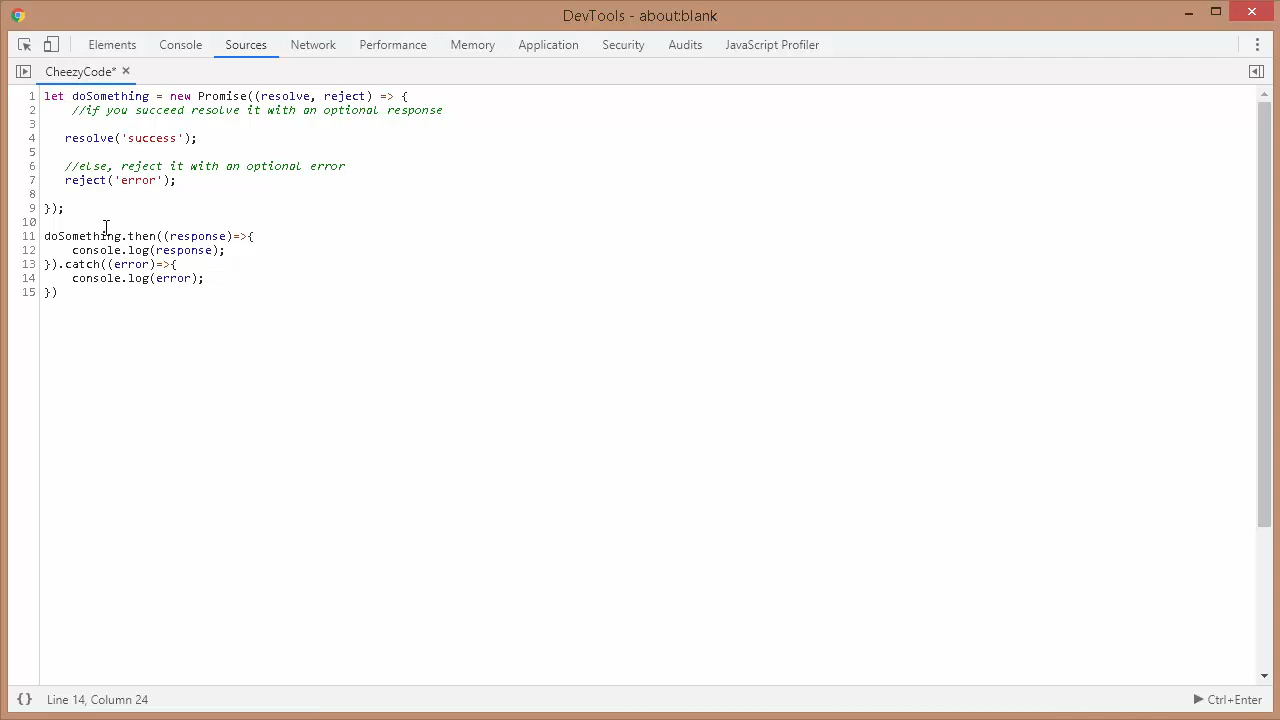 DevTools - about:blank
Elements Console Sources Network Performance Memory Application Security Audits JavaScript Profiler
CheezyCode* ×
1 let doSomething = new Promise((resolve, reject) => {
2 //if you succeed resolve it with an optional response
3
4 resolve('success');
5
6 //else, reject it with an optional error
7 reject('error');
8
9 });
10
11 doSomething.then((response)=>{
12 console.log(response);
13 }).catch((error)=>{
14 console.log(error);
15 })
{} Line 14, Column 24 Ctrl+Enter